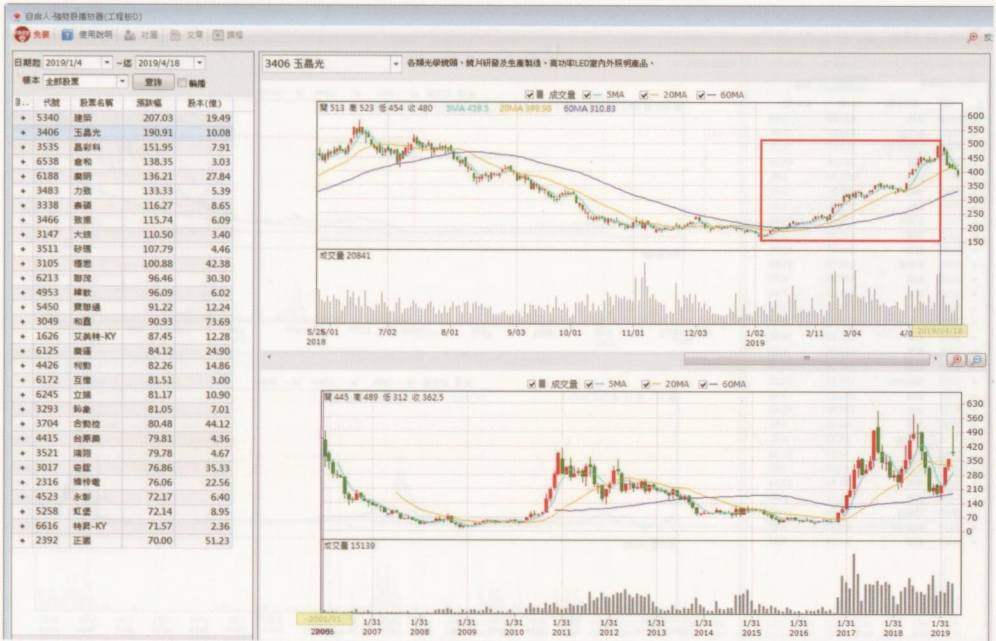 自由人-強勢股播放器(工程板D)
免費 使用說明 社團 文章 課程
日期起 2019/1/4 ~迄 2019/4/18
樣本 全部股票 查詢 輪播
代號 股票名稱 漲跌幅 股本(億)
5340 建榮 207.03 19.49
3406 玉晶光 190.91 10.08
3535 晶彩科 151.95 7.91
6538 倉和 138.35 3.03
6188 廣明 136.21 27.84
3483 力致 133.33 5.39
3338 泰碩 116.27 8.65
3466 致振 115.74 6.09
3147 大綜 110.50 3.40
3511 矽瑪 107.79 4.46
3105 穩懋 100.88 42.38
6213 聯茂 96.46 30.30
4953 緯軟 96.09 6.02
5450 寶聯通 91.22 12.24
3049 和鑫 90.93 73.69
1626 艾美特-KY 87.45 12.28
6125 廣運 84.12 24.90
4426 利勤 82.26 14.86
6172 互億 81.51 3.00
6245 立端 81.17 10.90
3293 鈊象 81.05 7.01
3704 合勤控 80.48 44.12
4415 台原藥 79.81 4.36
3521 鴻翊 79.78 4.67
3017 奇鋐 76.86 35.33
2316 楠梓電 76.06 22.56
4523 永彰 72.17 6.40
5258 虹堡 72.14 8.95
6616 特昇-KY 71.57 2.36
2392 正崴 70.00 51.23
3406 玉晶光
各類光學鏡頭、鏡片研發及生產製造、高功率LED室內外照明產品。
成交量 5MA 20MA 60MA
開 513 高 523 低 454 收 480 5MA 459.5 20MA 399.98 60MA 310.83
600
550
500
450
400
350
300
250
200
150
成交量 20841
5/25 6/01 7/02 8/01 9/03 10/01 11/01 12/03 1/02 2/11 3/04 4/0 2019/04/18
2018 2019
成交量 5MA 20MA 60MA
開 445 高 489 低 312 收 362.5
630
560
490
420
350
280
210
140
70
0
成交量 15139
2006/01 1/31 1/31 1/31 1/31 1/31 1/31 1/31 1/31 1/31 1/31 1/31 1/31 1/31
2006 2007 2008 2009 2010 2011 2012 2013 2014 2015 2016 2017 2018 2019